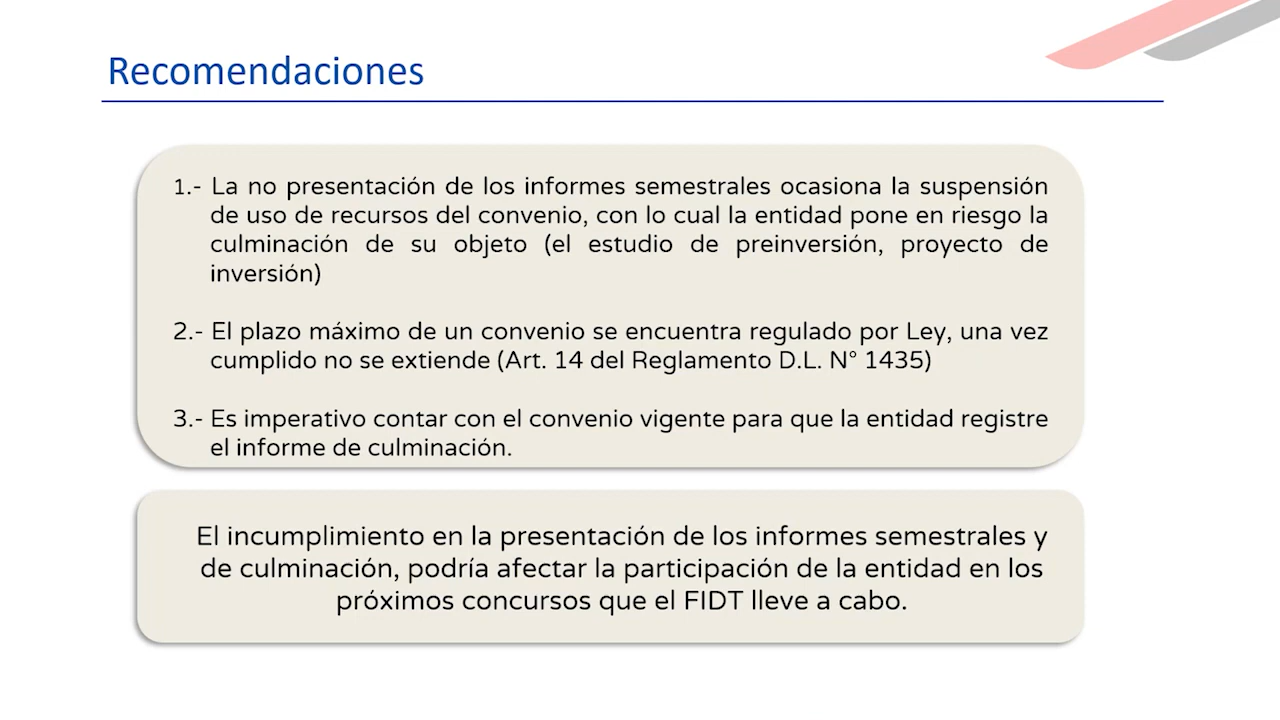 Recomendaciones
1.- La no presentación de los informes semestrales ocasiona la suspensión
de uso de recursos del convenio, con lo cual la entidad pone en riesgo la
culminación de su objeto (el estudio de preinversión, proyecto de
inversión)
2.- El plazo máximo de un convenio se encuentra regulado por Ley, una vez
cumplido no se extiende (Art. 14 del Reglamento D.L. N° 1435)
3.- Es imperativo contar con el convenio vigente para que la entidad registre
el informe de culminación.
El incumplimiento en la presentación de los informes semestrales y
de culminación, podría afectar la participación de la entidad en los
próximos concursos que el FIDT lleve a cabo.